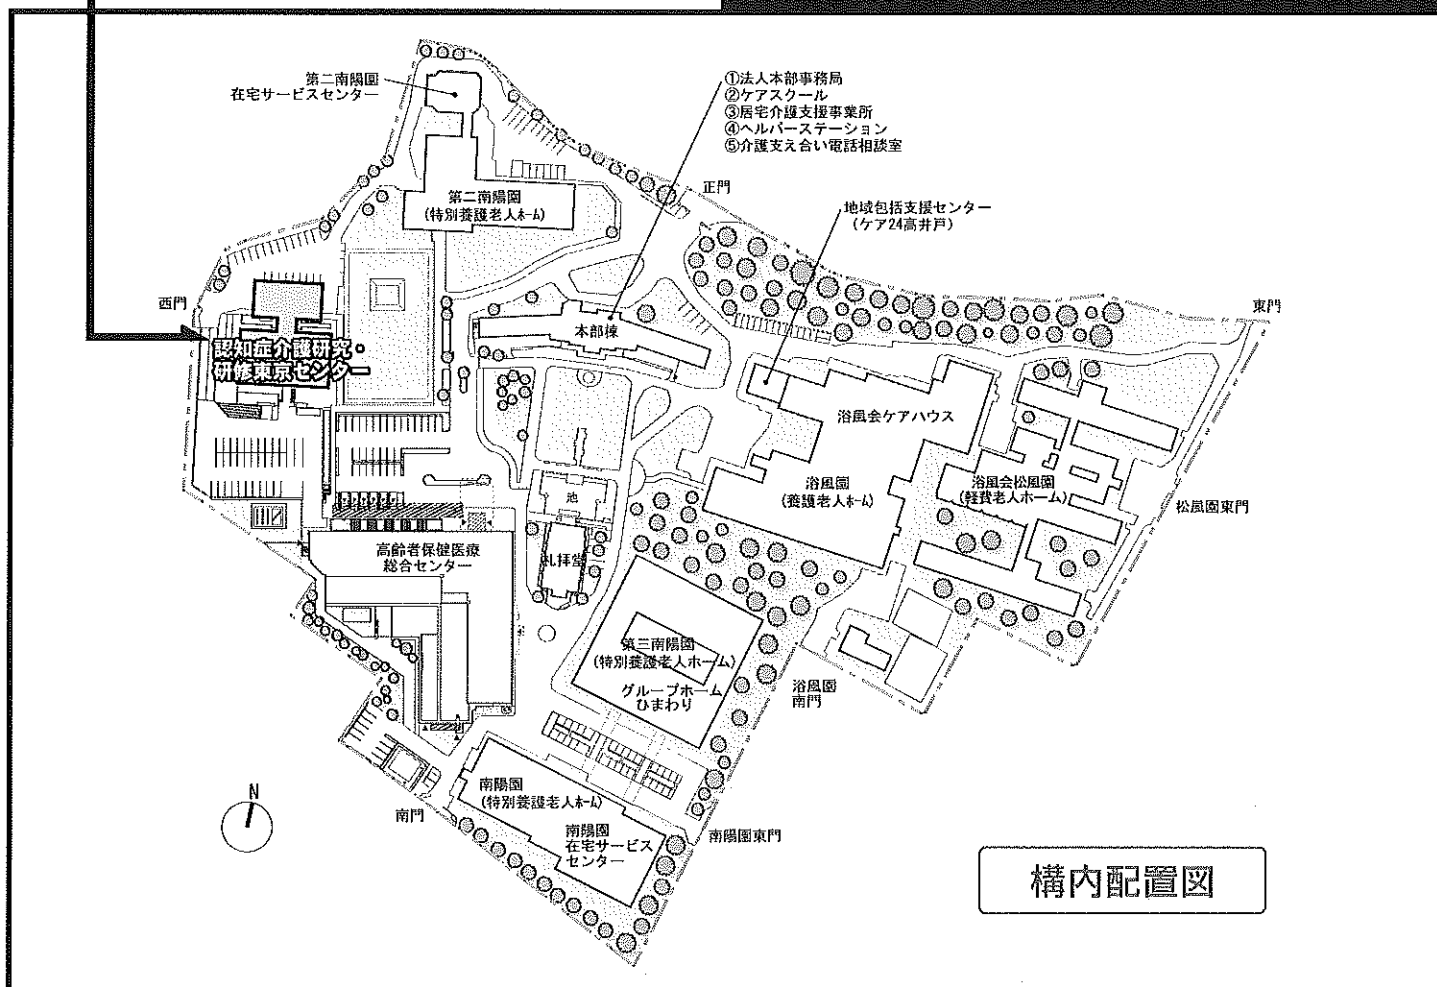 第二南陽園
在宅サービスセンター
①法人本部事務局
②ケアスクール
③居宅介護支援事業所
④ヘルパーステーション
⑤介護支え合い電話相談室
正門
第二南陽園
(特別養護老人ホーム)
地域包括支援センター
(ケア24高井戸)
西門
東門
本部棟
認知症介護研究・
研修東京センター
浴風会ケアハウス
浴風園
(養護老人ホーム)
浴風会松風園
(軽費老人ホーム)
池
松風園東門
高齢者保健医療
総合センター
礼拝堂
第三南陽園
(特別養護老人ホーム)
グループホーム
ひまわり
浴風園
南門
N
南陽園
(特別養護老人ホーム)
南門
南陽園
在宅サービス
センター
南陽園東門
構内配置図